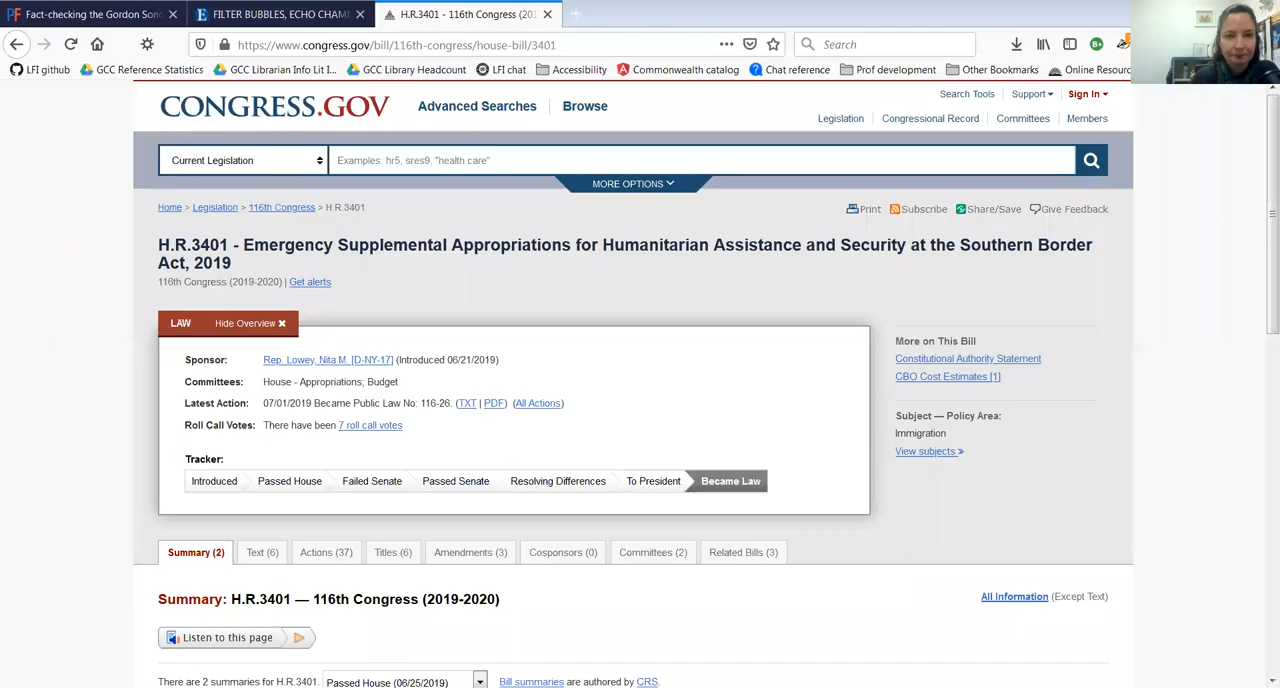 Fact-checking the Gordon Sono
FILTER BUBBLES, ECHO CHAM
H.R.3401 - 116th Congress (201
https://www.congress.gov/bill/116th-congress/house-bill/3401
Search
LFI github
GCC Reference Statistics
GCC Librarian Info Lit I...
GCC Library Headcount
LFI chat
Accessibility
Commonwealth catalog
Chat reference
Prof development
Other Bookmarks
Online Resourc
CONGRESS.GOV
Advanced Searches
Browse
Search Tools
Support
Sign In
Legislation
Congressional Record
Committees
Members
Current Legislation
Examples: hr5, sres9, "health care"
MORE OPTIONS
Home > Legislation > 116th Congress > H.R.3401
Print
Subscribe
Share/Save
Give Feedback
H.R.3401 - Emergency Supplemental Appropriations for Humanitarian Assistance and Security at the Southern Border
Act, 2019
116th Congress (2019-2020) | Get alerts
LAW
Hide Overview
Sponsor: Rep. Lowey, Nita M. [D-NY-17] (Introduced 06/21/2019)
Committees: House - Appropriations; Budget
Latest Action: 07/01/2019 Became Public Law No: 116-26. (TXT | PDF) (All Actions)
Roll Call Votes: There have been 7 roll call votes
Tracker:
Introduced
Passed House
Failed Senate
Passed Senate
Resolving Differences
To President
Became Law
More on This Bill
Constitutional Authority Statement
CBO Cost Estimates [1]
Subject — Policy Area:
Immigration
View subjects »
Summary (2)
Text (6)
Actions (37)
Titles (6)
Amendments (3)
Cosponsors (0)
Committees (2)
Related Bills (3)
Summary: H.R.3401 — 116th Congress (2019-2020)
All Information (Except Text)
Listen to this page
There are 2 summaries for H.R.3401. Passed House (06/25/2019) Bill summaries are authored by CRS.